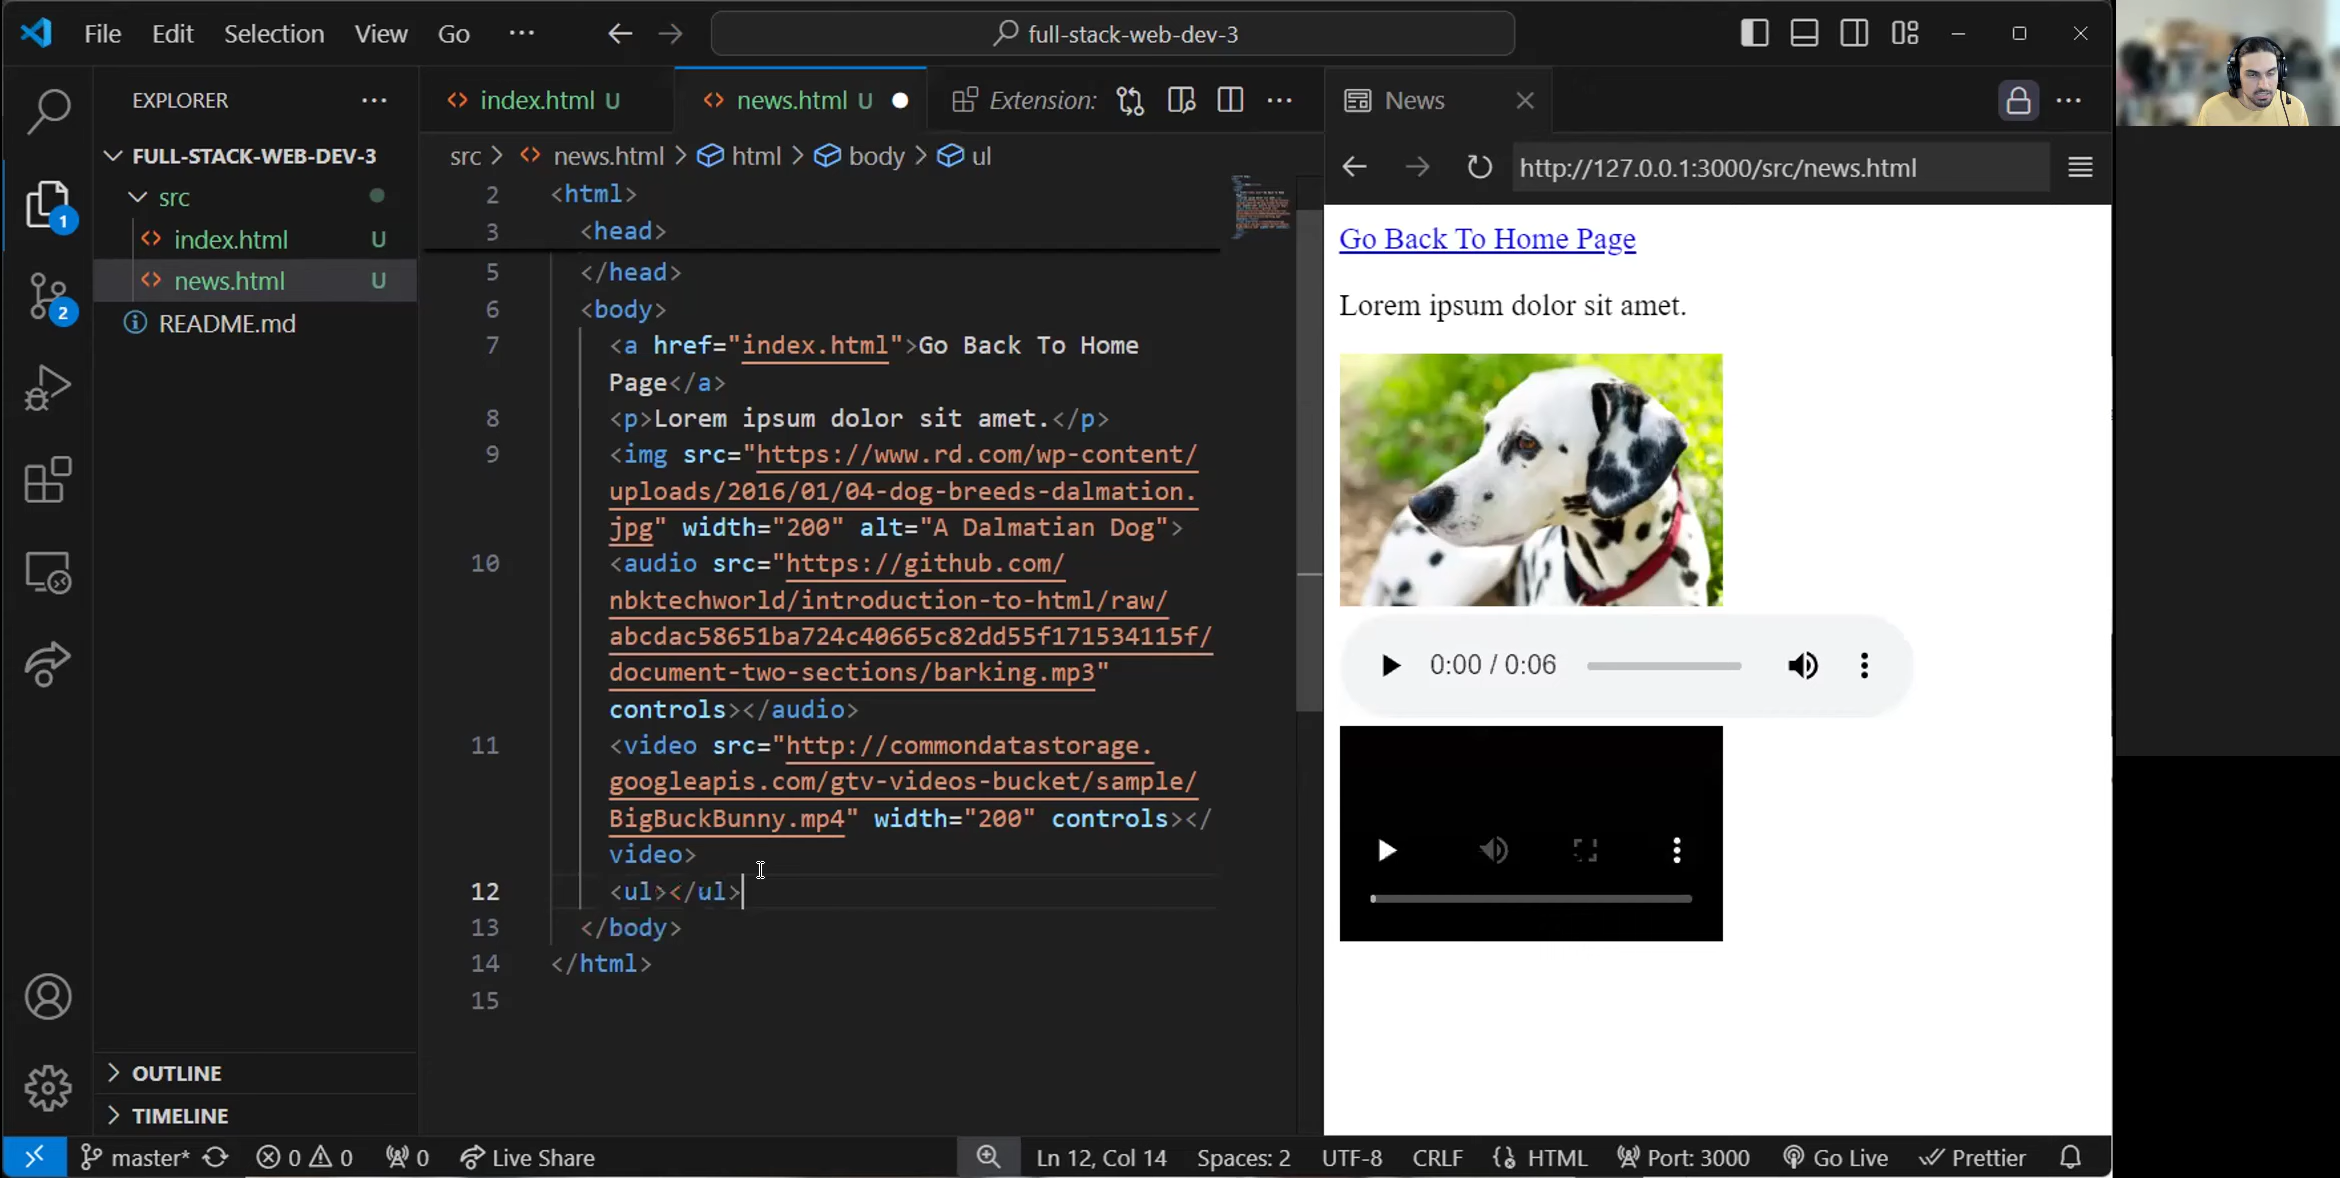 File Edit Selection View Go ··· full-stack-web-dev-3
EXPLORER ···
FULL-STACK-WEB-DEV-3
src
index.html U
news.html U
README.md
OUTLINE
TIMELINE
1
2
index.html U news.html U Extension: ···
src > news.html > html > body > ul
2 <html>
3 <head>
5 </head>
6 <body>
7 <a href="index.html">Go Back To Home
Page</a>
8 <p>Lorem ipsum dolor sit amet.</p>
9 <img src="https://www.rd.com/wp-content/
uploads/2016/01/04-dog-breeds-dalmation.
jpg" width="200" alt="A Dalmatian Dog">
10 <audio src="https://github.com/
nbktechworld/introduction-to-html/raw/
abcdac58651ba724c40665c82dd55f171534115f/
document-two-sections/barking.mp3"
controls></audio>
11 <video src="http://commondatastorage.
googleapis.com/gtv-videos-bucket/sample/
BigBuckBunny.mp4" width="200" controls></
video>
12 <ul></ul>
13 </body>
14 </html>
15
News ···
http://127.0.0.1:3000/src/news.html
Go Back To Home Page
Lorem ipsum dolor sit amet.
0:00 / 0:06
master* 0 0 0 Live Share Ln 12, Col 14 Spaces: 2 UTF-8 CRLF HTML Port: 3000 Go Live Prettier